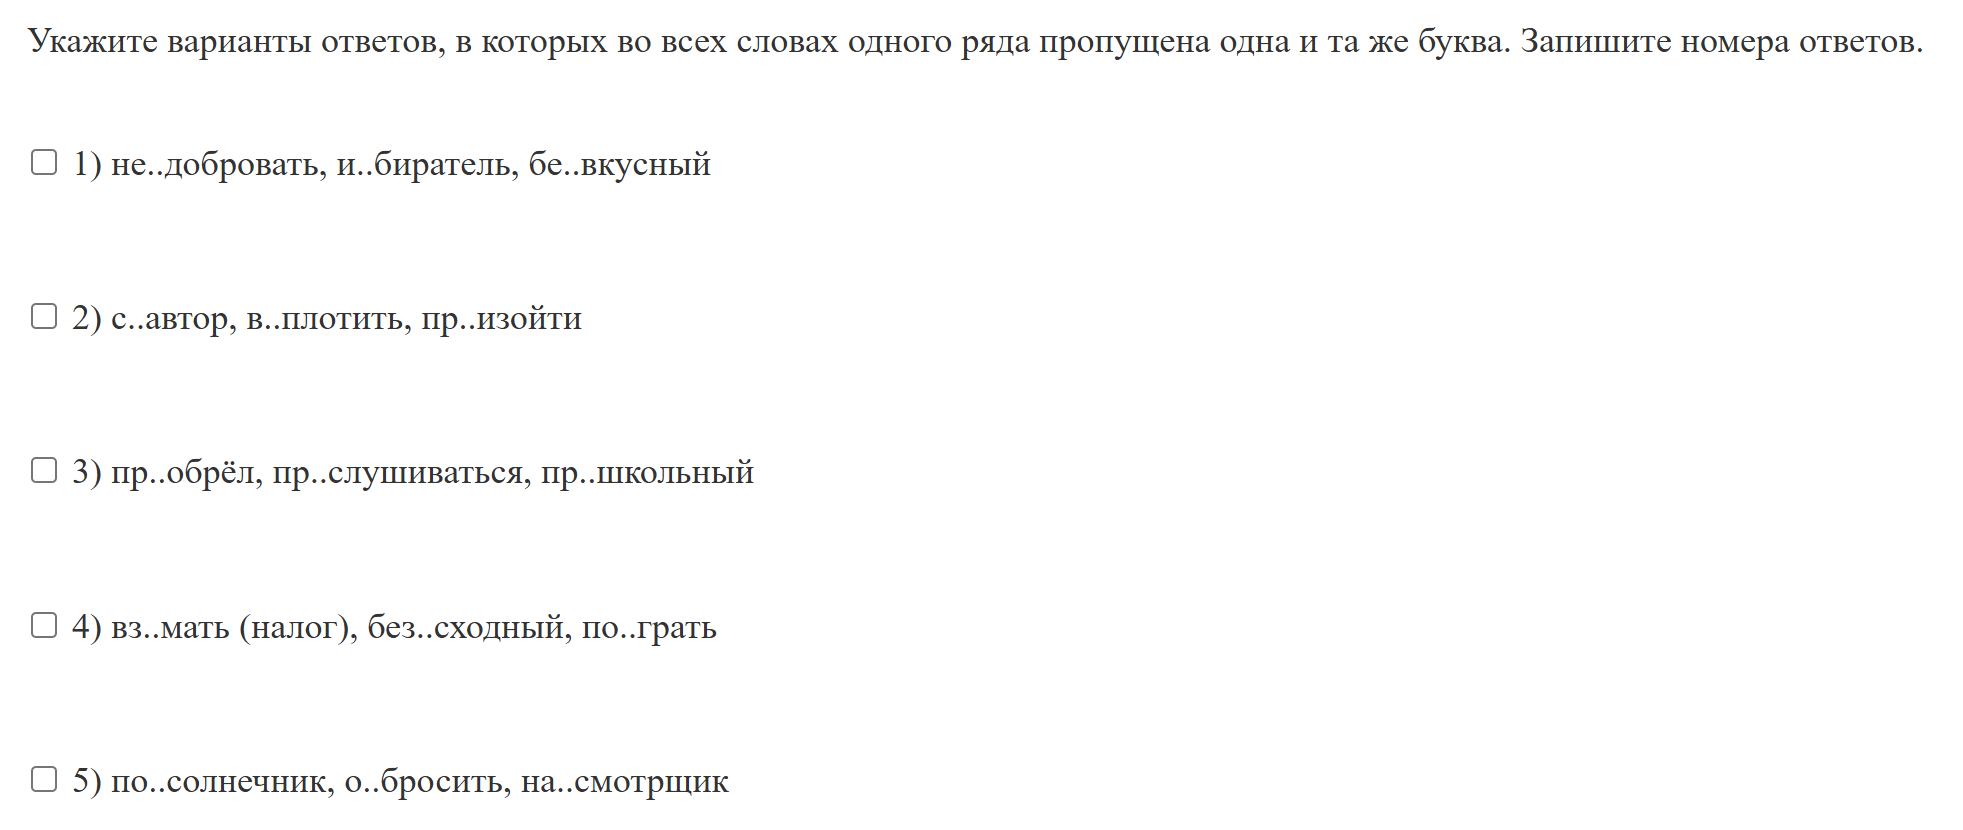 Укажите варианты ответов, в которых во всех словах одного ряда пропущена одна и та же буква. Запишите номера ответов.
1) не..добровать, и..биратель, бе..вкусный
2) с..автор, в..плотить, пр..изойти
3) пр..обрёл, пр..слушиваться, пр..школьный
4) вз..мать (налог), без..сходный, по..грать
5) по..солнечник, о..бросить, на..смотрщик